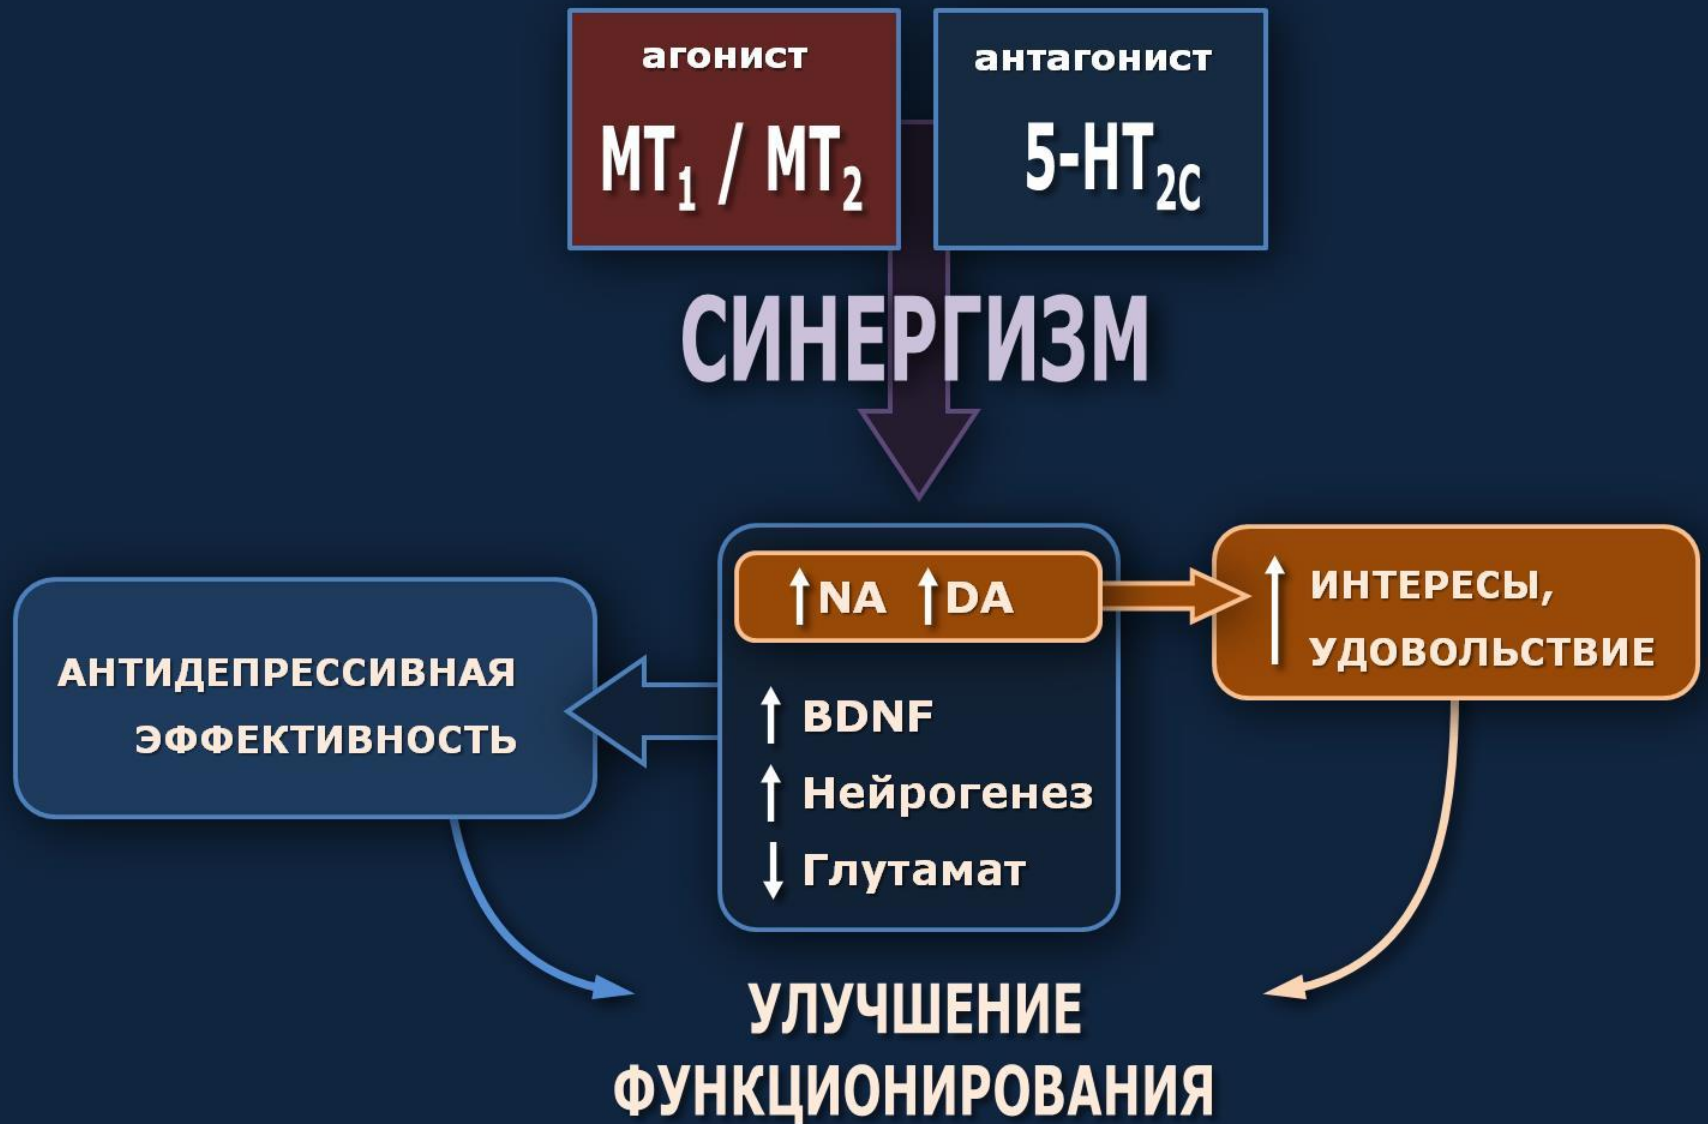 агонист
MT₁ / MT₂
антагонист
5-HT₂C
СИНЕРГИЗМ
↑NA ↑DA
↑ BDNF
↑ Нейрогенез
↓ Глутамат
АНТИДЕПРЕССИВНАЯ
ЭФФЕКТИВНОСТЬ
↑ ИНТЕРЕСЫ,
УДОВОЛЬСТВИЕ
УЛУЧШЕНИЕ
ФУНКЦИОНИРОВАНИЯ